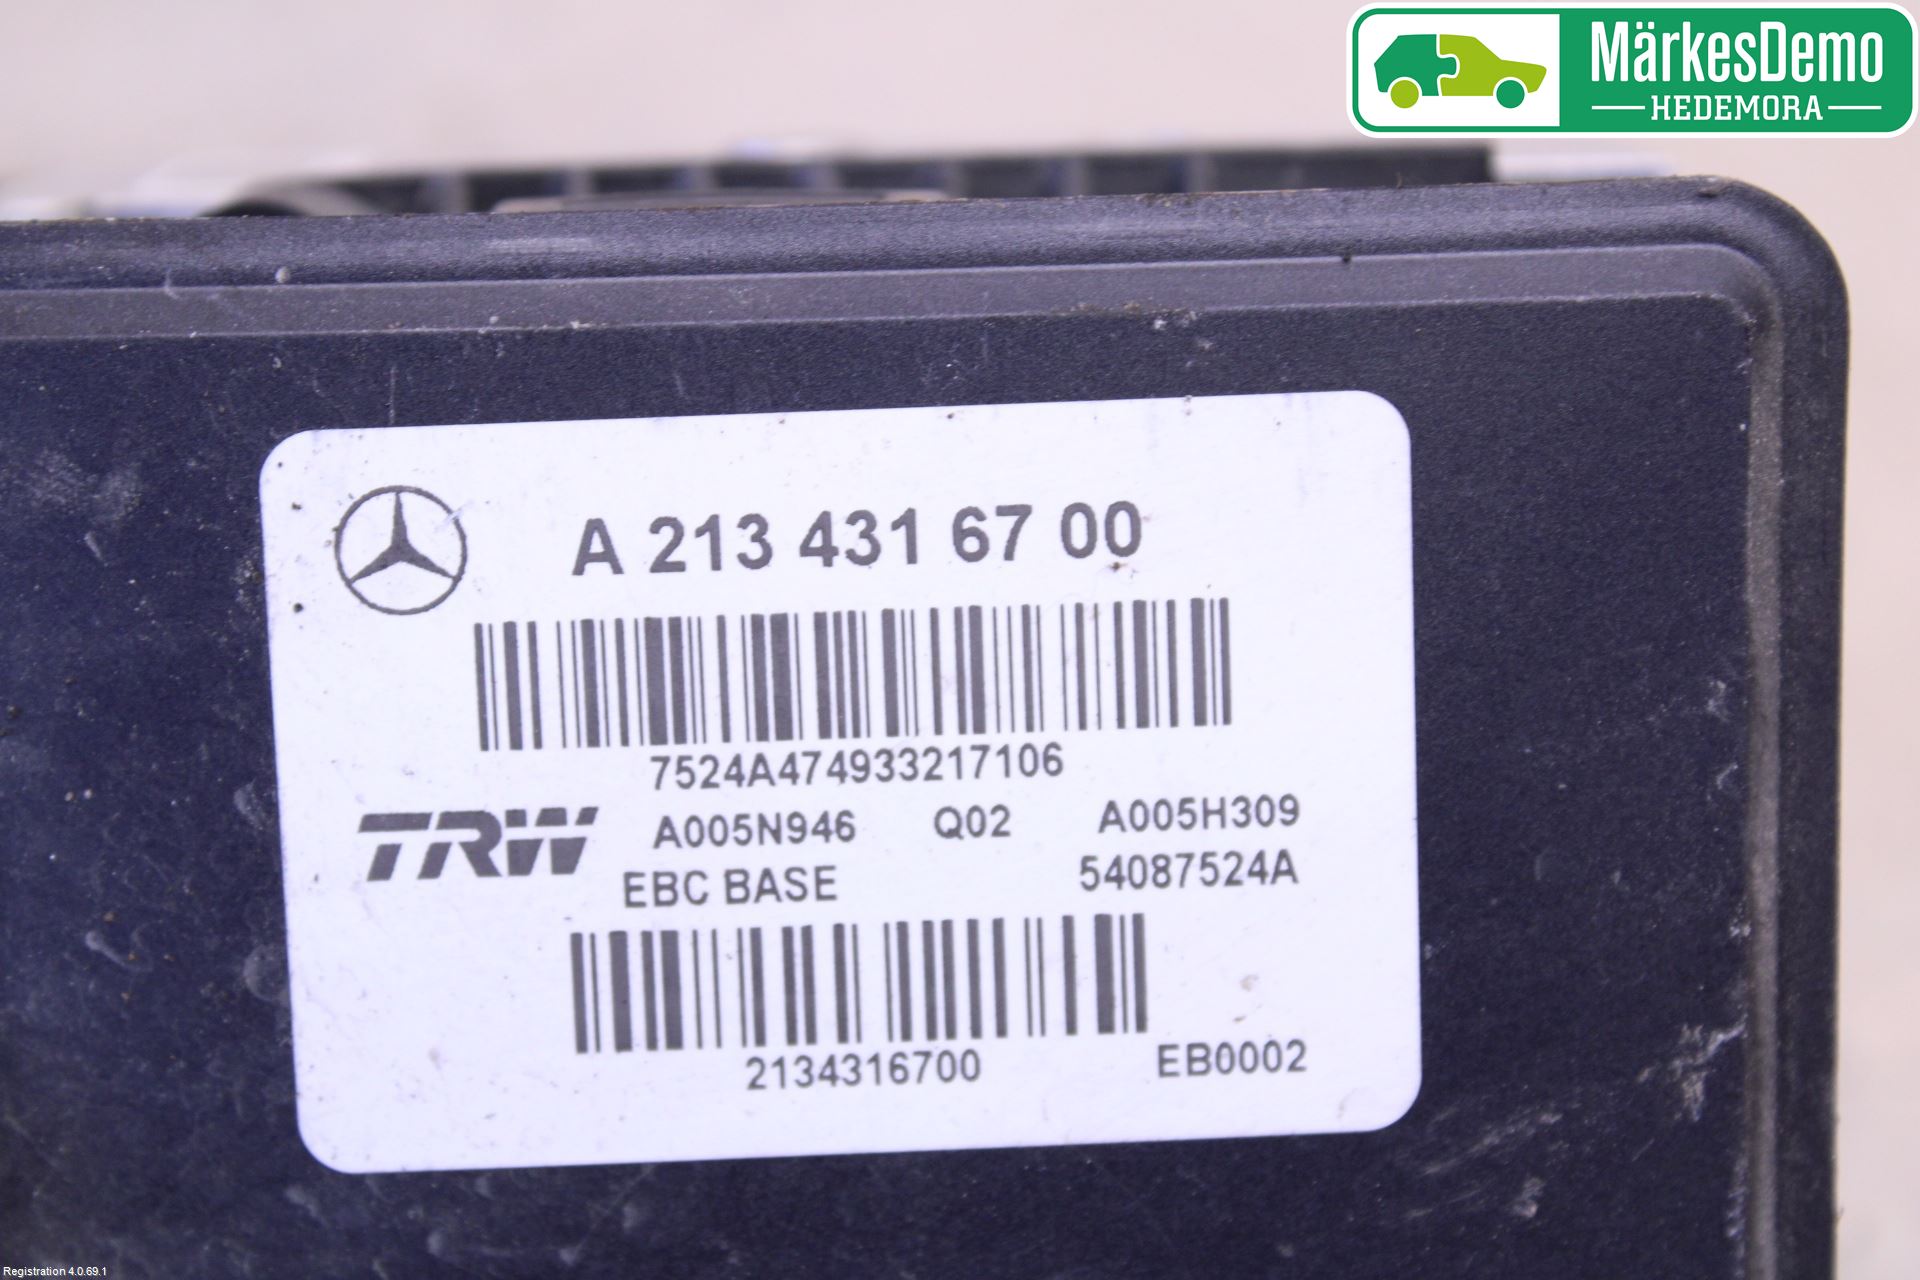 MärkesDemo
HEDEMORA
A 213 431 67 00
7524A474933217106
TRW A005N946 Q02 A005H309
EBC BASE 54087524A
2134316700 EB0002
Registration 4.0.69.1